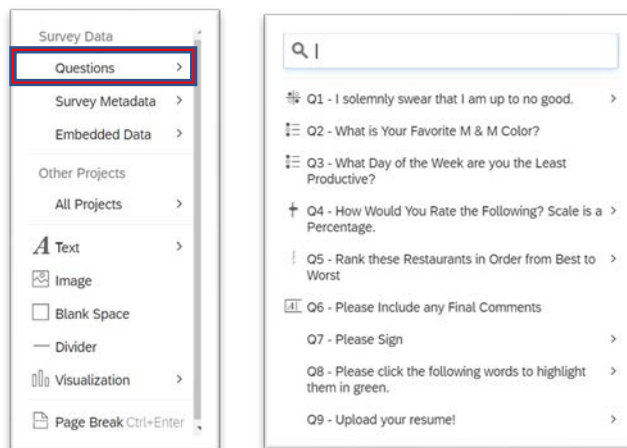 Survey Data
Questions
Survey Metadata
Embedded Data
Other Projects
All Projects
A Text
Image
Blank Space
Divider
Visualization
Page Break Ctrl+Enter
Q1 - I solemnly swear that I am up to no good.
Q2 - What is Your Favorite M & M Color?
Q3 - What Day of the Week are you the Least
Productive?
Q4 - How Would You Rate the Following? Scale is a
Percentage.
Q5 - Rank these Restaurants in Order from Best to
Worst
Q6 - Please Include any Final Comments
Q7 - Please Sign
Q8 - Please click the following words to highlight
them in green.
Q9 - Upload your resume!